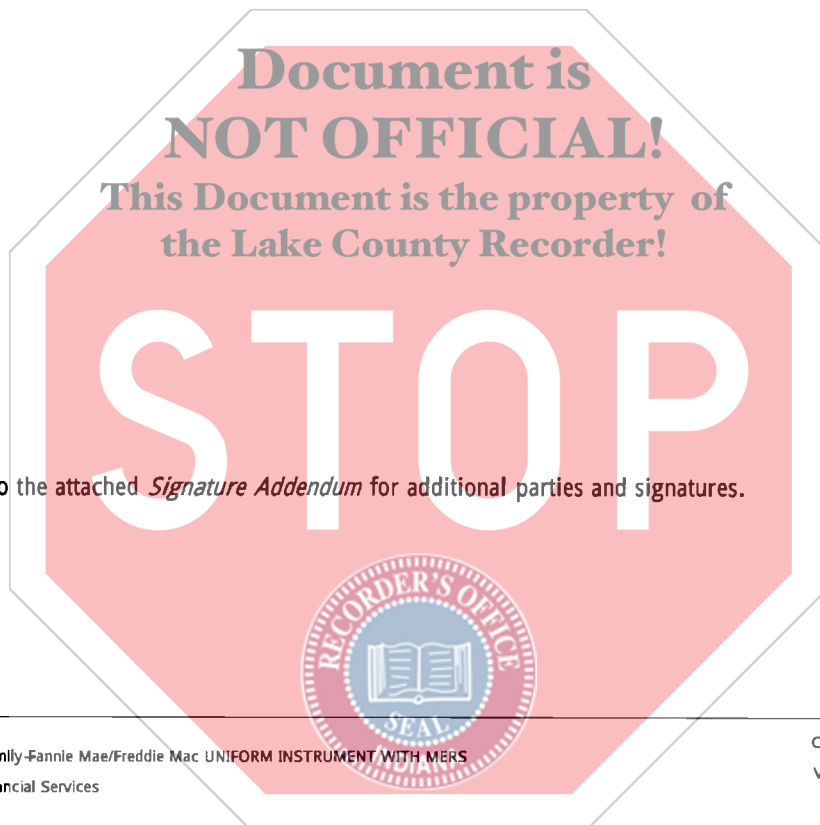 Document is
NOT OFFICIAL!
This Document is the property of
the Lake County Recorder!
STOP
the attached Signature Addendum for additional parties and signatures.
RECORDER'S OFFICE
SEAL
INDIANA
Fannie Mae/Freddie Mac UNIFORM INSTRUMENT WITH MERS
Services